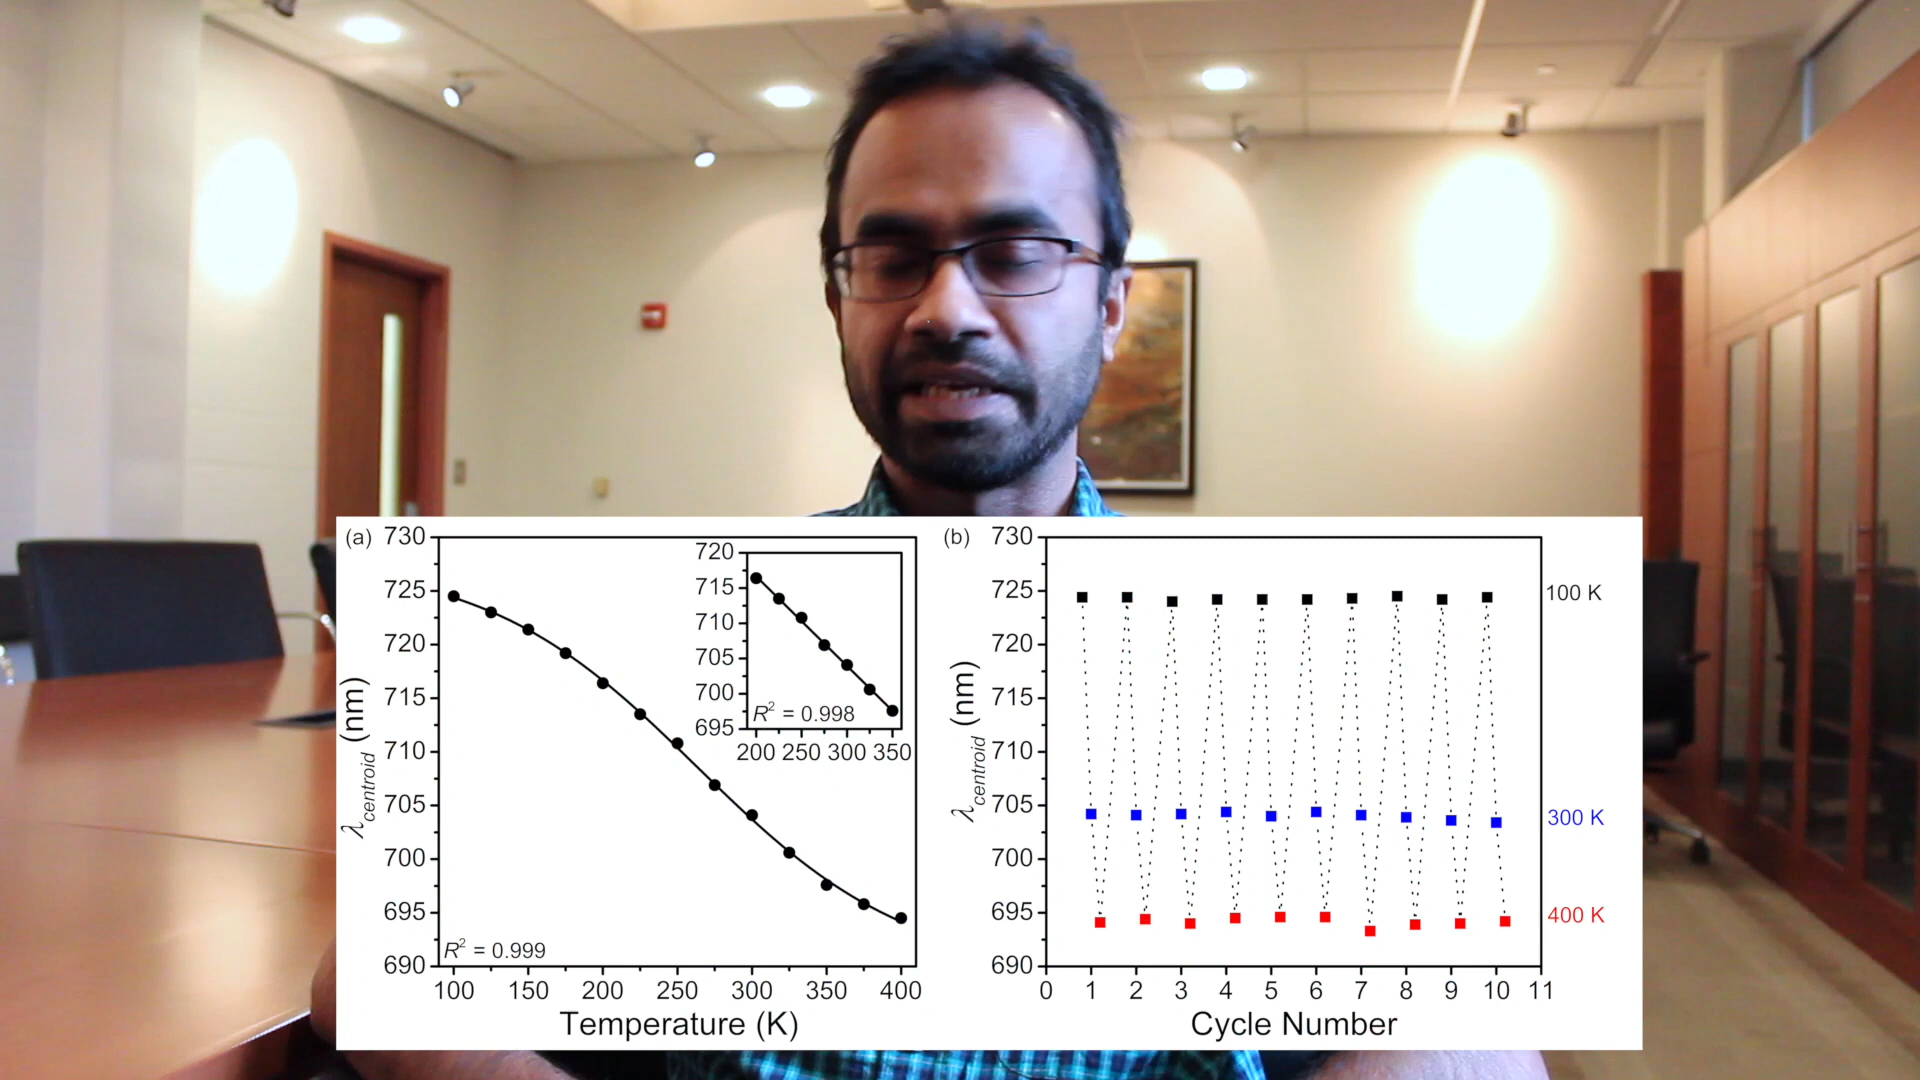 (a)
730
725
720
715
710
705
700
695
690
λcentroid (nm)
100 150 200 250 300 350 400
Temperature (K)
R² = 0.999
720
715
710
705
700
695
R² = 0.998
200 250 300 350
(b)
730
725
720
715
710
705
700
695
690
λcentroid (nm)
0 1 2 3 4 5 6 7 8 9 10 11
Cycle Number
100 K
300 K
400 K